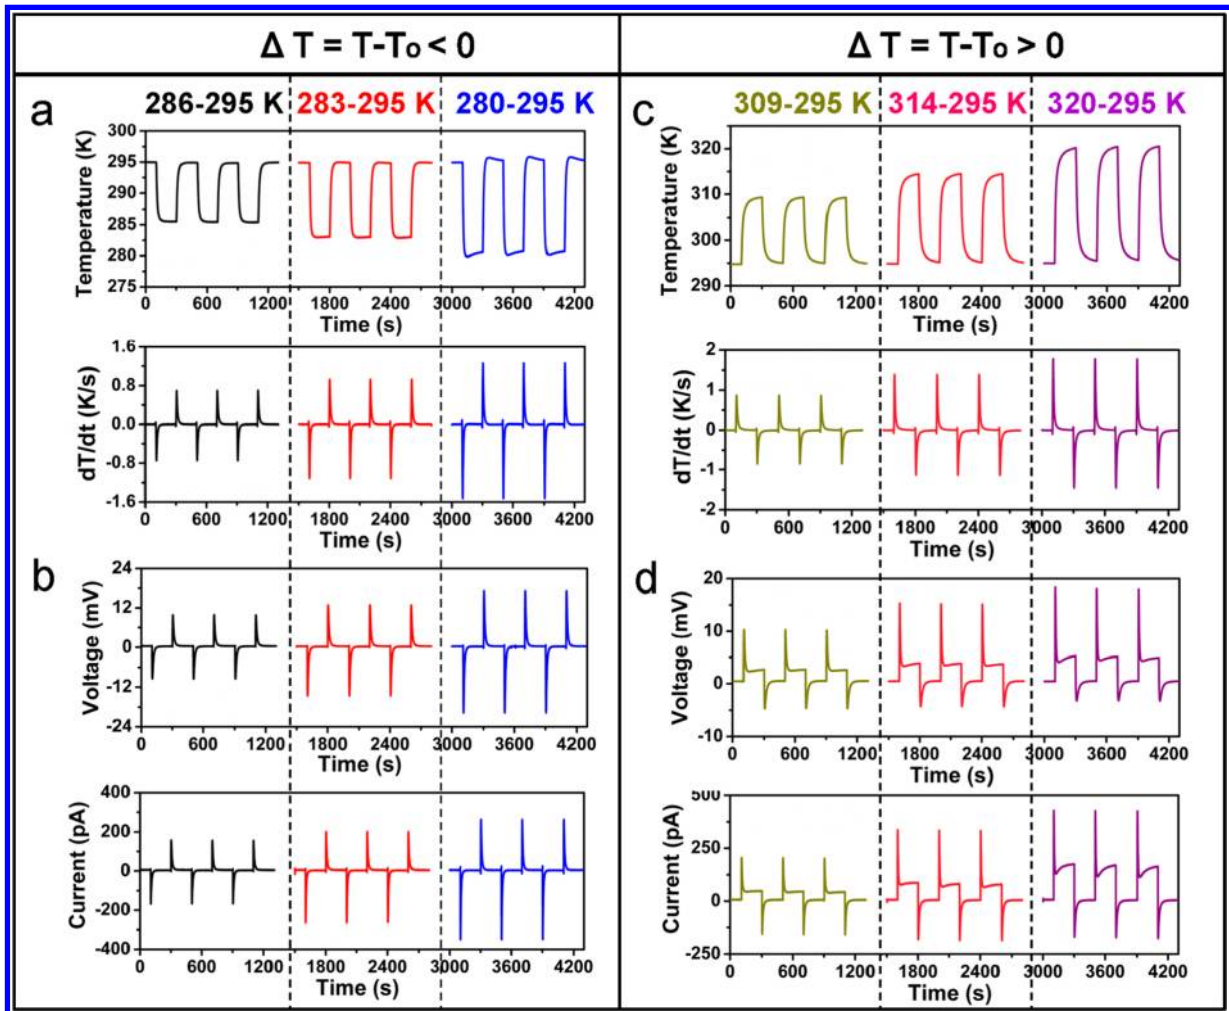 Δ T = T-To < 0
Δ T = T-To > 0
a
286-295 K
283-295 K
280-295 K
Temperature (K)
300
295
290
285
280
275
0 600 1200 1800 2400 3000 3600 4200
Time (s)
dT/dt (K/s)
1.6
0.8
0.0
-0.8
-1.6
0 600 1200 1800 2400 3000 3600 4200
Time (s)
b
Voltage (mV)
24
12
0
-12
-24
0 600 1200 1800 2400 3000 3600 4200
Time (s)
Current (pA)
400
200
0
-200
-400
0 600 1200 1800 2400 3000 3600 4200
Time (s)
c
309-295 K
314-295 K
320-295 K
Temperature (K)
320
310
300
290
0 600 1200 1800 2400 3000 3600 4200
Time (s)
dT/dt (K/s)
2
1
0
-1
-2
0 600 1200 1800 2400 3000 3600 4200
Time (s)
d
Voltage (mV)
20
10
0
-10
0 600 1200 1800 2400 3000 3600 4200
Time (s)
Current (pA)
500
250
0
-250
0 600 1200 1800 2400 3000 3600 4200
Time (s)